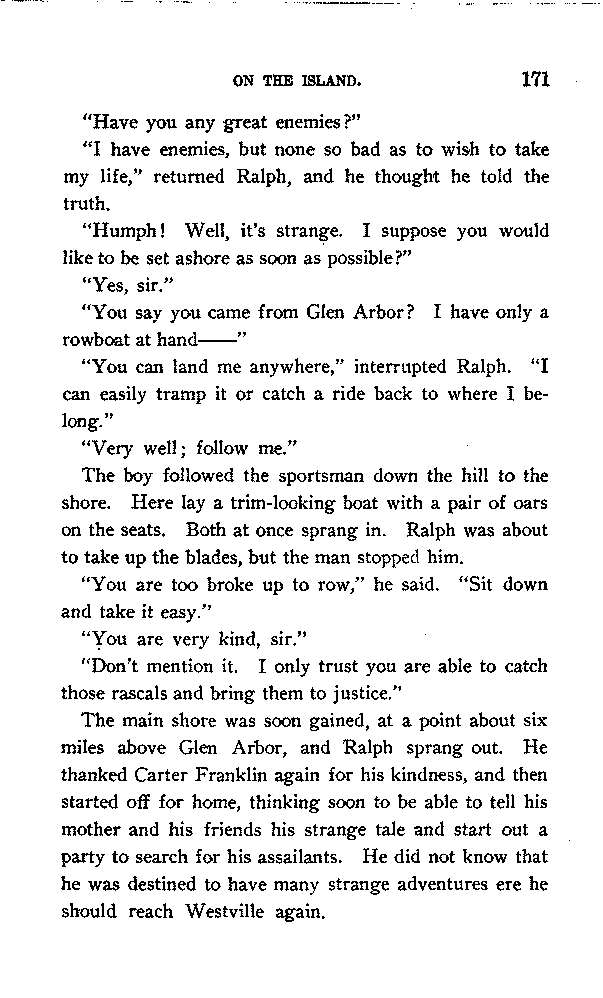 ON THE ISLAND. 171
"Have you any great enemies?"
"I have enemies, but none so bad as to wish to take
my life," returned Ralph, and he thought he told the
truth.
"Humph! Well, it's strange. I suppose you would
like to be set ashore as soon as possible?"
"Yes, sir."
"You say you came from Glen Arbor? I have only a
rowboat at hand——"
"You can land me anywhere," interrupted Ralph. "I
can easily tramp it or catch a ride back to where I be-
long."
"Very well; follow me."
The boy followed the sportsman down the hill to the
shore. Here lay a trim-looking boat with a pair of oars
on the seats. Both at once sprang in. Ralph was about
to take up the blades, but the man stopped him.
"You are too broke up to row," he said. "Sit down
and take it easy."
"You are very kind, sir."
"Don't mention it. I only trust you are able to catch
those rascals and bring them to justice."
The main shore was soon gained, at a point about six
miles above Glen Arbor, and Ralph sprang out. He
thanked Carter Franklin again for his kindness, and then
started off for home, thinking soon to be able to tell his
mother and his friends his strange tale and start out a
party to search for his assailants. He did not know that
he was destined to have many strange adventures ere he
should reach Westville again.